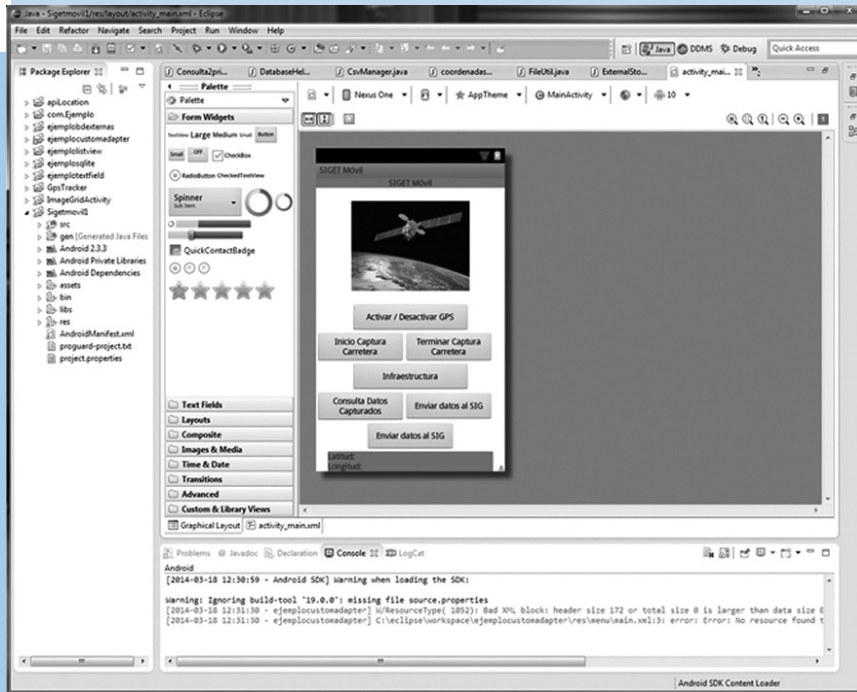 Java - Sigetmovil1/res/layout/activity_main.xml - Eclipse
File Edit Refactor Navigate Search Project Run Window Help
Java DDMS Debug Quick Access
Package Explorer
apiLocation
com.Ejemplo
ejemplobdexternas
ejemplocustomadapter
ejemplolistview
ejemplosqlite
ejemplotextfield
GpsTracker
ImageGridActivity
Sigetmovil1
src
gen [Generated Java Files
Android 2.3.3
Android Private Libraries
Android Dependencies
assets
bin
libs
res
AndroidManifest.xml
proguard-project.txt
project.properties
Consulta2pri... DatabaseHel... CsvManager.java coordenadas... FileUtil.java ExternalSto... activity_mai...
Palette
Palette
Form Widgets
TextView Large Medium Small Button
Small OFF CheckBox
RadioButton CheckedTextView
Spinner
Sub Item
QuickContactBadge
Text Fields
Layouts
Composite
Images & Media
Time & Date
Transitions
Advanced
Custom & Library Views
Nexus One AppTheme MainActivity 10
SIGET Móvil
SIGET Móvil
Activar / Desactivar GPS
Inicio Captura Carretera
Terminar Captura Carretera
Infraestructura
Consulta Datos Capturados
Enviar datos al SIG
Enviar datos al SIG
Latitud:
Longitud:
Graphical Layout activity_main.xml
Problems Javadoc Declaration Console LogCat
Android
[2014-03-18 12:30:59 - Android SDK] Warning when loading the SDK:
Warning: Ignoring build-tool '19.0.0': missing file source.properties
[2014-03-18 12:31:30 - ejemplocustomadapter] W/ResourceType( 1052): Bad XML block: header size 172 or total size 0 is larger than data size 0
[2014-03-18 12:31:30 - ejemplocustomadapter] C:\eclipse\workspace\ejemplocustomadapter\res\menu\main.xml:3: error: Error: No resource found t
Android SDK Content Loader